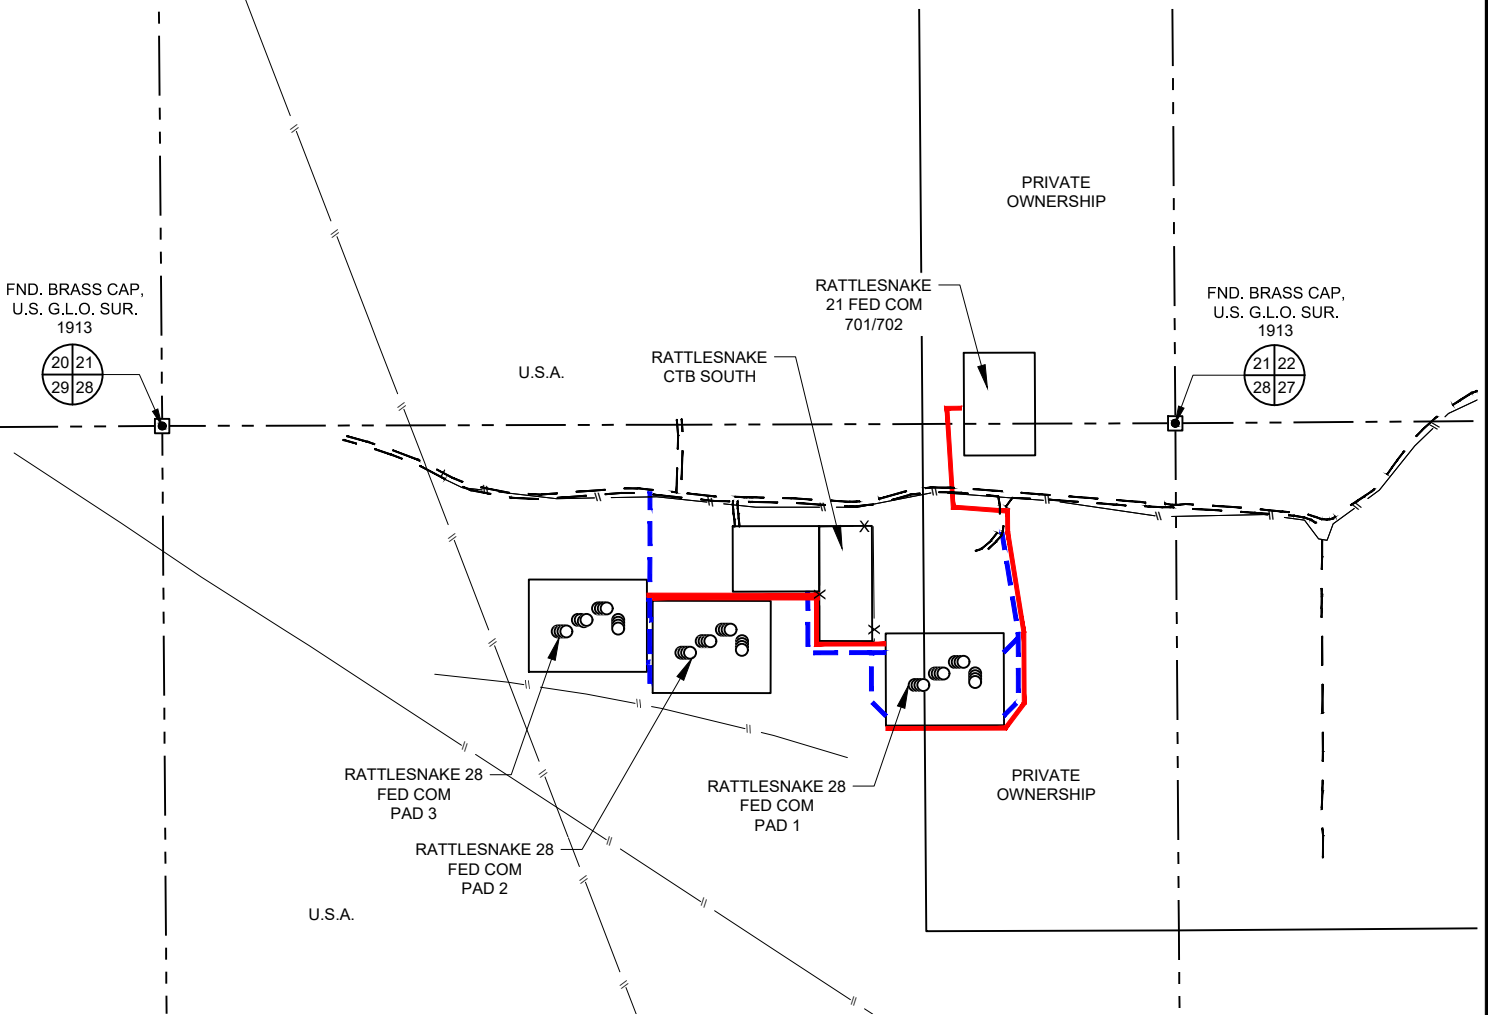 PRIVATE
OWNERSHIP
FND. BRASS CAP,
U.S. G.L.O. SUR.
1913
20 21
29 28
RATTLESNAKE
21 FED COM
701/702
FND. BRASS CAP,
U.S. G.L.O. SUR.
1913
21 22
28 27
RATTLESNAKE
CTB SOUTH
U.S.A.
RATTLESNAKE 28
FED COM
PAD 3
RATTLESNAKE 28
FED COM
PAD 1
PRIVATE
OWNERSHIP
RATTLESNAKE 28
FED COM
PAD 2
U.S.A.